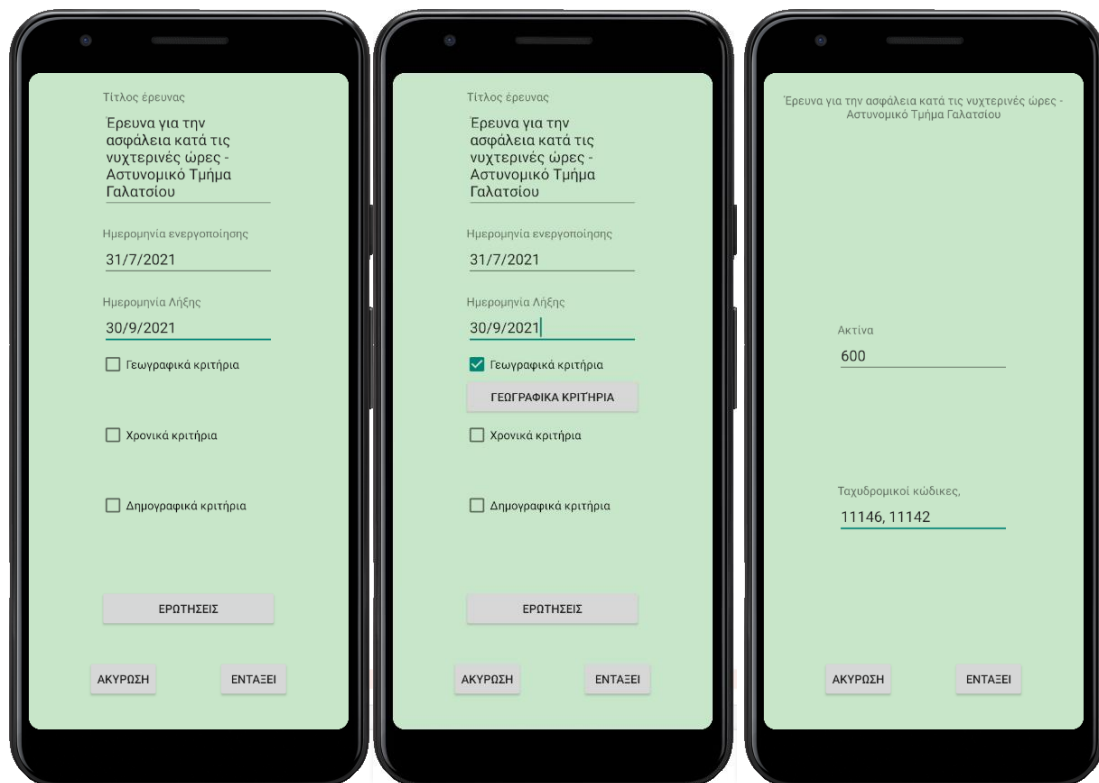 Τίτλος έρευνας
Έρευνα για την
ασφάλεια κατά τις
νυχτερινές ώρες -
Αστυνομικό Τμήμα
Γαλατσίου
Ημερομηνία ενεργοποίησης
31/7/2021
Ημερομηνία Λήξης
30/9/2021
Γεωγραφικά κριτήρια
Χρονικά κριτήρια
Δημογραφικά κριτήρια
ΕΡΩΤΗΣΕΙΣ
ΑΚΥΡΩΣΗ
ΕΝΤΑΞΕΙ
Τίτλος έρευνας
Έρευνα για την
ασφάλεια κατά τις
νυχτερινές ώρες -
Αστυνομικό Τμήμα
Γαλατσίου
Ημερομηνία ενεργοποίησης
31/7/2021
Ημερομηνία Λήξης
30/9/2021
Γεωγραφικά κριτήρια
ΓΕΩΓΡΑΦΙΚΑ ΚΡΙΤΉΡΙΑ
Χρονικά κριτήρια
Δημογραφικά κριτήρια
ΕΡΩΤΗΣΕΙΣ
ΑΚΥΡΩΣΗ
ΕΝΤΑΞΕΙ
Έρευνα για την ασφάλεια κατά τις νυχτερινές ώρες -
Αστυνομικό Τμήμα Γαλατσίου
Ακτίνα
600
Ταχυδρομικοί κώδικες,
11146, 11142
ΑΚΥΡΩΣΗ
ΕΝΤΑΞΕΙ